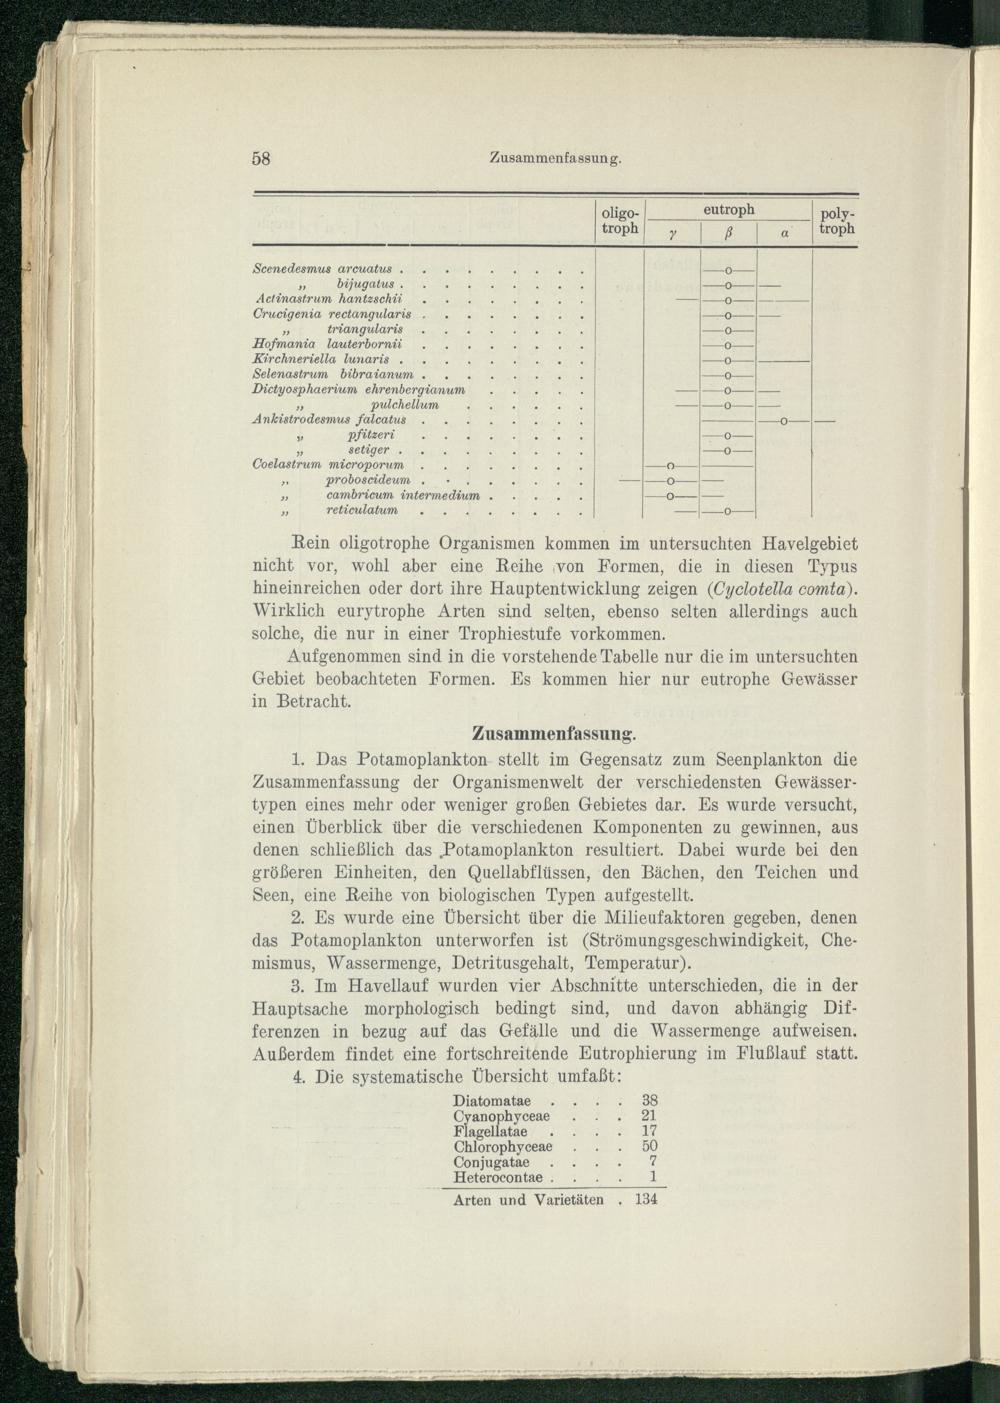 58
Zusammenfassung.
oligo-
troph
eutroph
γ
β
α
poly-
troph
Scenedesmus arcuatus . . . . . . . . . —o—
„ bijugatus . . . . . . . . . —o— —
Actinastrum hantzschii . . . . . . . . — —o— —
Crucigenia rectangularis . . . . . . . . —o— —
„ triangularis . . . . . . . . —o—
Hofmania lauterbornii . . . . . . . . —o—
Kirchneriella lunaris . . . . . . . . . —o— —
Selenastrum bibraianum . . . . . . . . —o—
Dictyosphaerium ehrenbergianum . . . . . — —o— —
„ pulchellum . . . . . . — —o— —
Ankistrodesmus falcatus . . . . . . . . — —o— —
„ pfitzeri . . . . . . . . —o—
„ setiger . . . . . . . . . —o—
Coelastrum microporum . . . . . . . . —o— —
„ proboscideum . . . . . . . . — —o— —
„ cambricum intermedium . . . . . —o— —
„ reticulatum . . . . . . . . — —o—
Rein oligotrophe Organismen kommen im untersuchten Havelgebiet
nicht vor, wohl aber eine Reihe von Formen, die in diesen Typus
hineinreichen oder dort ihre Hauptentwicklung zeigen (Cyclotella comta).
Wirklich eurytrophe Arten sind selten, ebenso selten allerdings auch
solche, die nur in einer Trophiestufe vorkommen.
Aufgenommen sind in die vorstehende Tabelle nur die im untersuchten
Gebiet beobachteten Formen. Es kommen hier nur eutrophe Gewässer
in Betracht.
Zusammenfassung.
1. Das Potamoplankton stellt im Gegensatz zum Seenplankton die
Zusammenfassung der Organismenwelt der verschiedensten Gewässer-
typen eines mehr oder weniger großen Gebietes dar. Es wurde versucht,
einen Überblick über die verschiedenen Komponenten zu gewinnen, aus
denen schließlich das Potamoplankton resultiert. Dabei wurde bei den
größeren Einheiten, den Quellabflüssen, den Bächen, den Teichen und
Seen, eine Reihe von biologischen Typen aufgestellt.
2. Es wurde eine Übersicht über die Milieufaktoren gegeben, denen
das Potamoplankton unterworfen ist (Strömungsgeschwindigkeit, Che-
mismus, Wassermenge, Detritusgehalt, Temperatur).
3. Im Havellauf wurden vier Abschnitte unterschieden, die in der
Hauptsache morphologisch bedingt sind, und davon abhängig Dif-
ferenzen in bezug auf das Gefälle und die Wassermenge aufweisen.
Außerdem findet eine fortschreitende Eutrophierung im Flußlauf statt.
4. Die systematische Übersicht umfaßt:
Diatomatae . . . . 38
Cyanophyceae . . . 21
Flagellatae . . . . 17
Chlorophyceae . . . 50
Conjugatae . . . . 7
Heterocontae . . . . 1
Arten und Varietäten . 134